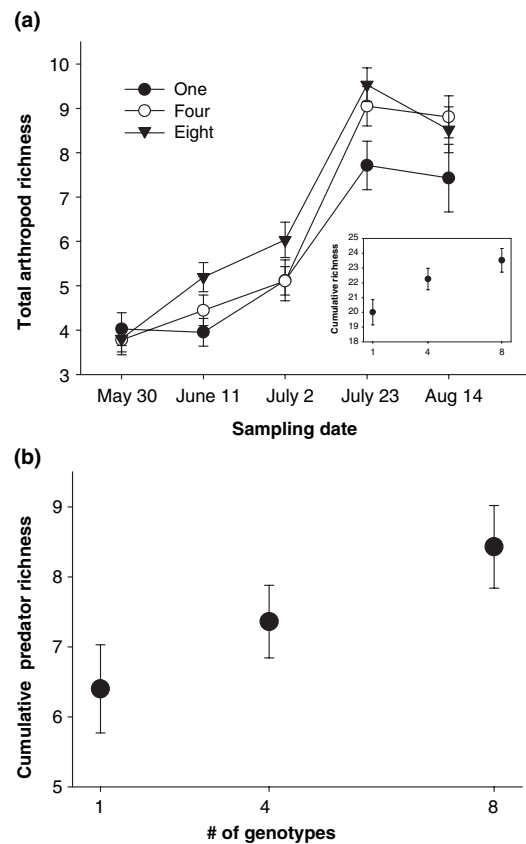 (a)
Total arthropod richness
10
9
8
7
6
5
4
3
One
Four
Eight
Cumulative richness
25
24
23
22
21
20
19
18
1 4 8
May 30 June 11 July 2 July 23 Aug 14
Sampling date
(b)
Cumulative predator richness
9
8
7
6
5
1 4 8
# of genotypes